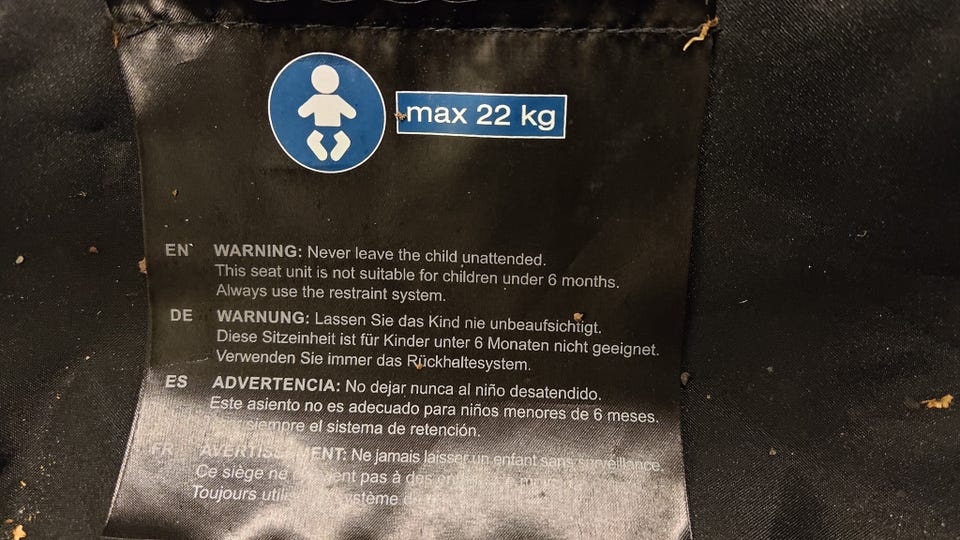 max 22 kg
EN WARNING: Never leave the child unattended.
This seat unit is not suitable for children under 6 months.
Always use the restraint system.
DE WARNUNG: Lassen Sie das Kind nie unbeaufsichtigt.
Diese Sitzeinheit ist für Kinder unter 6 Monaten nicht geeignet.
Verwenden Sie immer das Rückhaltesystem.
ES ADVERTENCIA: No dejar nunca al niño desatendido.
Este asiento no es adecuado para niños menores de 6 meses.
siempre el sistema de retención.
FR AVERTISSEMENT: Ne jamais laisser un enfant sans surveillance.
Ce siège ne pas à des
Toujours